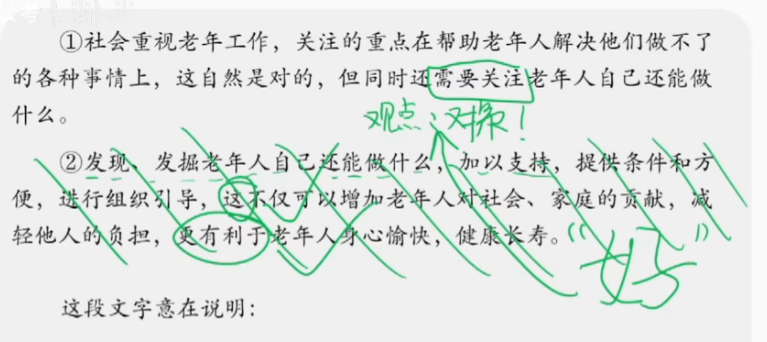 ①社会重视老年工作，关注的重点在帮助老年人解决他们做不了
的各种事情上，这自然是对的，但同时还需要关注老年人自己还能做
什么。
观点：对策！
②发现、发掘老年人自己还能做什么，加以支持，提供条件和方
便，进行组织引导，这不仅可以增加老年人对社会、家庭的贡献，减
轻他人的负担，更有利于老年人身心愉快，健康长寿。
“好”
这段文字意在说明：